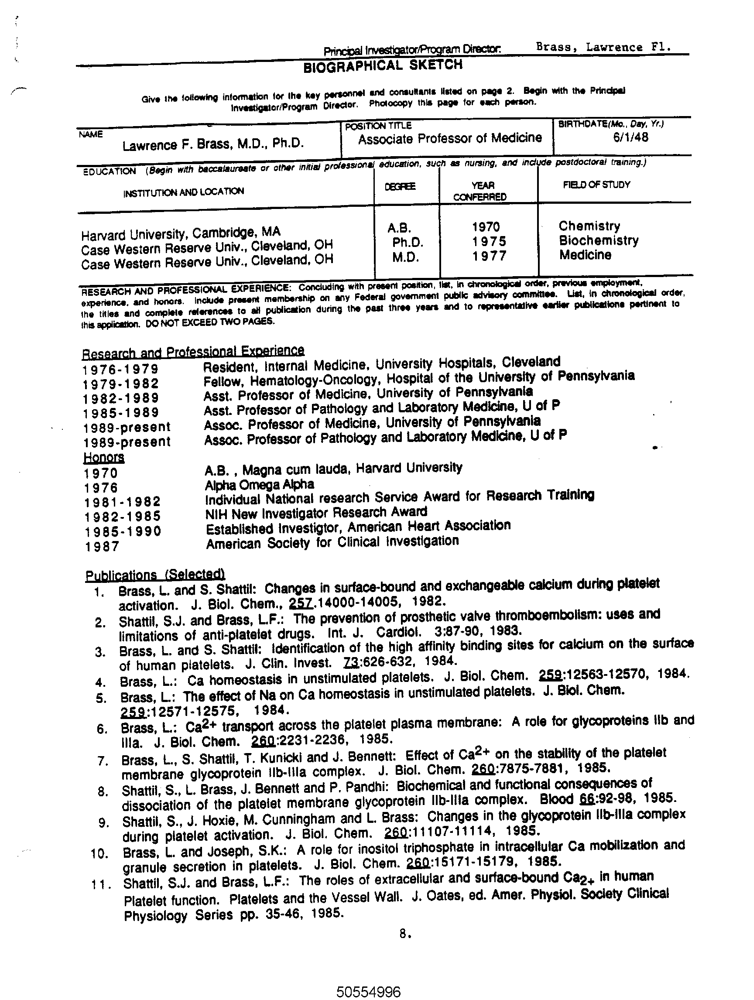 Principal Investigator/Program Director: Brass, Lawrence Fl.
BIOGRAPHICAL SKETCH
Give the following information for the key personnel and consultants listed on page 2. Begin with the Principal
Investigator/Program Director. Photocopy this page for each person.
NAME
Lawrence F. Brass, M.D., Ph.D.
POSITION TITLE
Associate Professor of Medicine
BIRTHDATE(Mo., Day, Yr.)
6/1/48
EDUCATION (Begin with baccalaureate or other initial professional education, such as nursing, and include postdoctoral training.)
INSTITUTION AND LOCATION DEGREE YEAR CONFERRED FIELD OF STUDY
Harvard University, Cambridge, MA A.B. 1970 Chemistry
Case Western Reserve Univ., Cleveland, OH Ph.D. 1975 Biochemistry
Case Western Reserve Univ., Cleveland, OH M.D. 1977 Medicine
RESEARCH AND PROFESSIONAL EXPERIENCE: Concluding with present position, list, in chronological order, previous employment,
experience, and honors. Include present membership on any Federal government public advisory committee. List, in chronological order,
the titles and complete references to all publication during the past three years and to representative earlier publications pertinent to
this application. DO NOT EXCEED TWO PAGES.
Research and Professional Experience
1976-1979 Resident, Internal Medicine, University Hospitals, Cleveland
1979-1982 Fellow, Hematology-Oncology, Hospital of the University of Pennsylvania
1982-1989 Asst. Professor of Medicine, University of Pennsylvania
1985-1989 Asst. Professor of Pathology and Laboratory Medicine, U of P
1989-present Assoc. Professor of Medicine, University of Pennsylvania
1989-present Assoc. Professor of Pathology and Laboratory Medicine, U of P
Honors
1970 A.B. , Magna cum lauda, Harvard University
1976 Alpha Omega Alpha
1981-1982 Individual National research Service Award for Research Training
1982-1985 NIH New Investigator Research Award
1985-1990 Established Investigtor, American Heart Association
1987 American Society for Clinical Investigation
Publications (Selected)
1. Brass, L. and S. Shattil: Changes in surface-bound and exchangeable calcium during platelet
activation. J. Biol. Chem., 257.14000-14005, 1982.
2. Shattil, S.J. and Brass, L.F.: The prevention of prosthetic valve thromboembolism: uses and
limitations of anti-platelet drugs. Int. J. Cardiol. 3:87-90, 1983.
3. Brass, L. and S. Shattil: Identification of the high affinity binding sites for calcium on the surface
of human platelets. J. Clin. Invest. 73:626-632, 1984.
4. Brass, L.: Ca homeostasis in unstimulated platelets. J. Biol. Chem. 259:12563-12570, 1984.
5. Brass, L.: The effect of Na on Ca homeostasis in unstimulated platelets. J. Biol. Chem.
259:12571-12575, 1984.
6. Brass, L.: Ca2+ transport across the platelet plasma membrane: A role for glycoproteins IIb and
IIIa. J. Biol. Chem. 260:2231-2236, 1985.
7. Brass, L., S. Shattil, T. Kunicki and J. Bennett: Effect of Ca2+ on the stability of the platelet
membrane glycoprotein IIb-IIIa complex. J. Biol. Chem. 260:7875-7881, 1985.
8. Shattil, S., L. Brass, J. Bennett and P. Pandhi: Biochemical and functional consequences of
dissociation of the platelet membrane glycoprotein IIb-IIIa complex. Blood 66:92-98, 1985.
9. Shattil, S., J. Hoxie, M. Cunningham and L. Brass: Changes in the glycoprotein IIb-IIIa complex
during platelet activation. J. Biol. Chem. 260:11107-11114, 1985.
10. Brass, L. and Joseph, S.K.: A role for inositol triphosphate in intracellular Ca mobilization and
granule secretion in platelets. J. Biol. Chem. 260:15171-15179, 1985.
11. Shattil, S.J. and Brass, L.F.: The roles of extracellular and surface-bound Ca2+ in human
Platelet function. Platelets and the Vessel Wall. J. Oates, ed. Amer. Physiol. Society Clinical
Physiology Series pp. 35-46, 1985.
8.
50554996